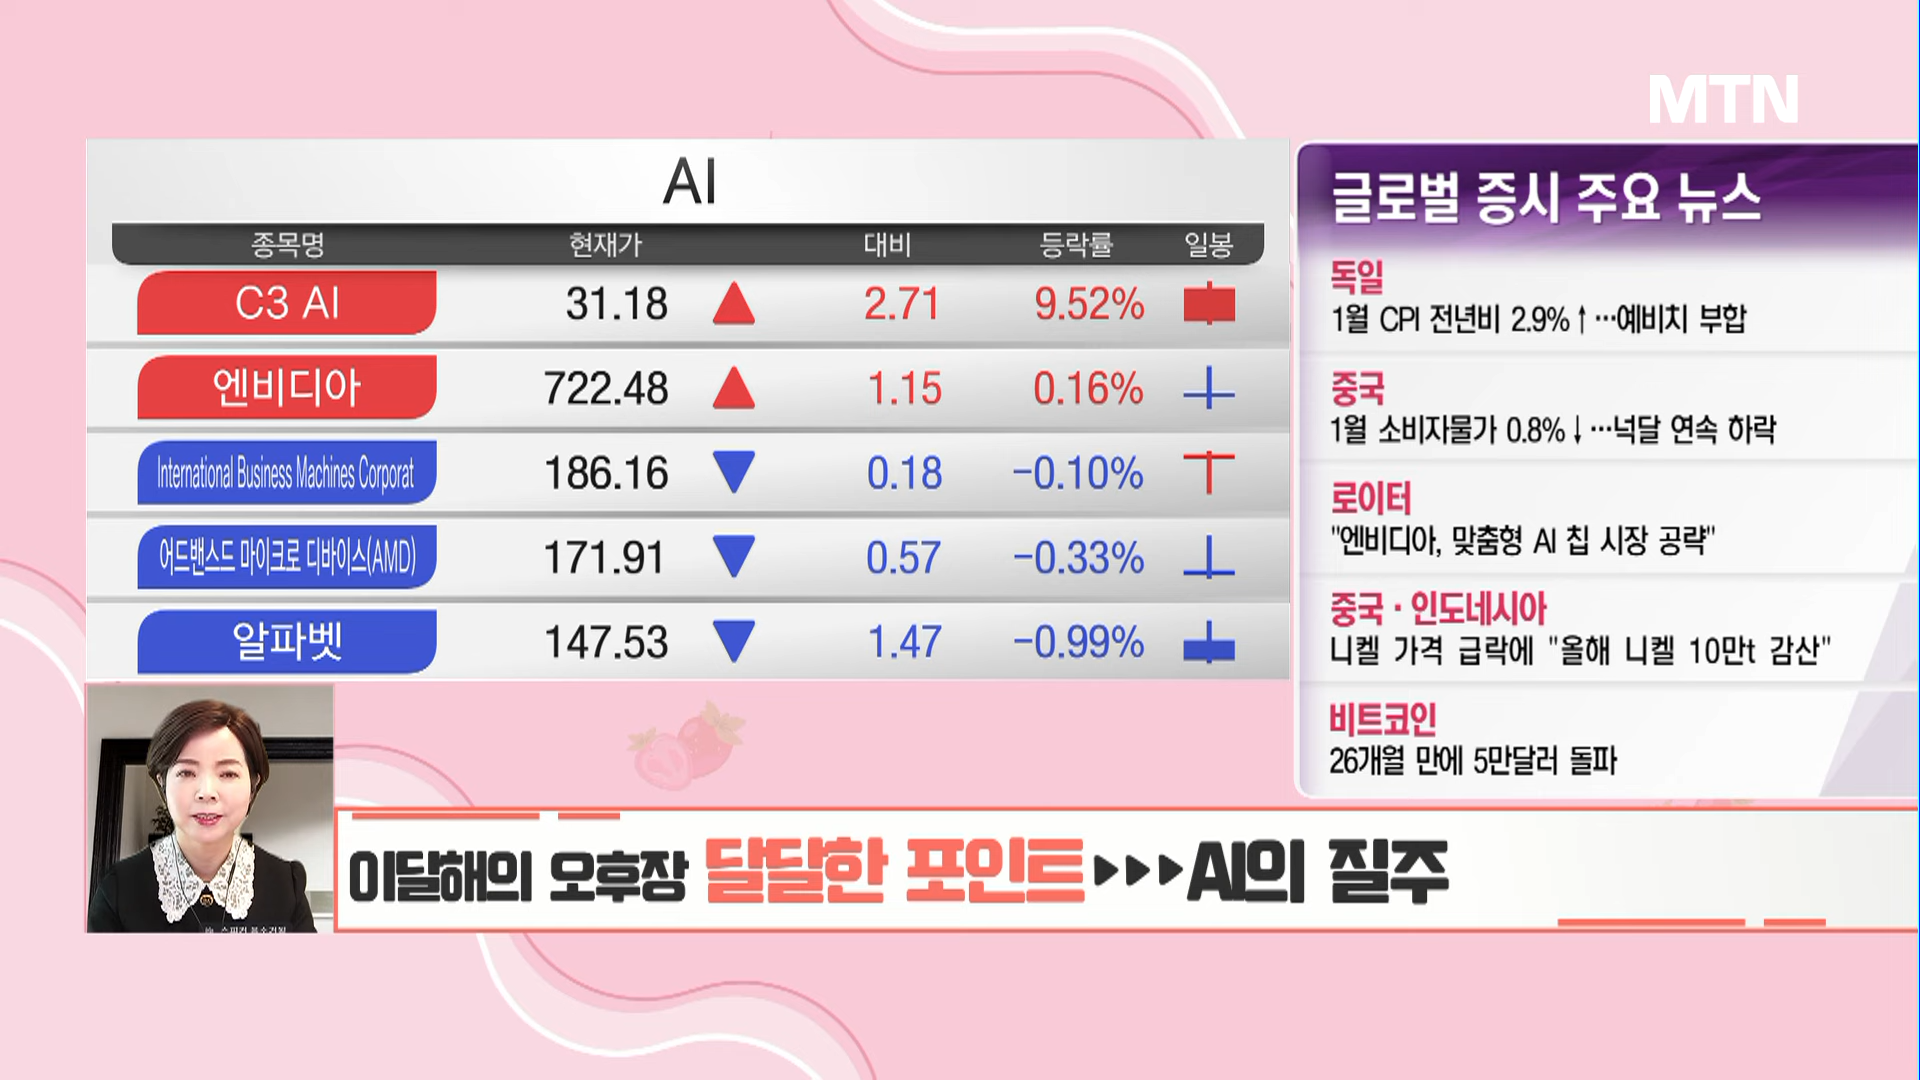 MTN
AI
종목명 현재가 대비 등락률 일봉
C3 AI 31.18 ▲ 2.71 9.52%
엔비디아 722.48 ▲ 1.15 0.16%
International Business Machines Corporat 186.16 ▼ 0.18 -0.10%
어드밴스드 마이크로 디바이스(AMD) 171.91 ▼ 0.57 -0.33%
알파벳 147.53 ▼ 1.47 -0.99%
글로벌 증시 주요 뉴스
독일
1월 CPI 전년비 2.9%↑…예비치 부합
중국
1월 소비자물가 0.8%↓…넉달 연속 하락
로이터
"엔비디아, 맞춤형 AI 칩 시장 공략"
중국·인도네시아
니켈 가격 급락에 "올해 니켈 10만t 감산"
비트코인
26개월 만에 5만달러 돌파
이달해의 오후장 달달한 포인트▶▶▶AI의 질주